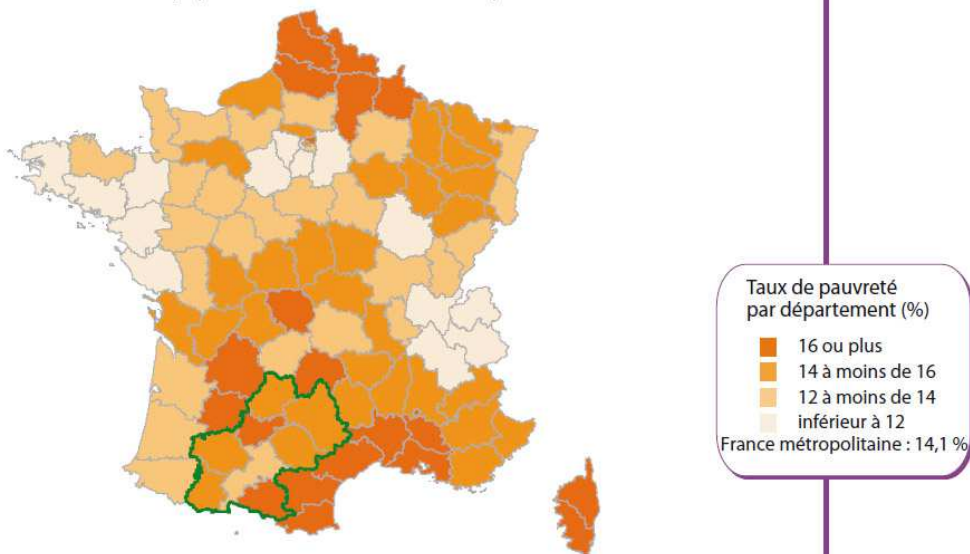 Taux de pauvreté
par département (%)
16 ou plus
14 à moins de 16
12 à moins de 14
inférieur à 12
France métropolitaine : 14,1 %